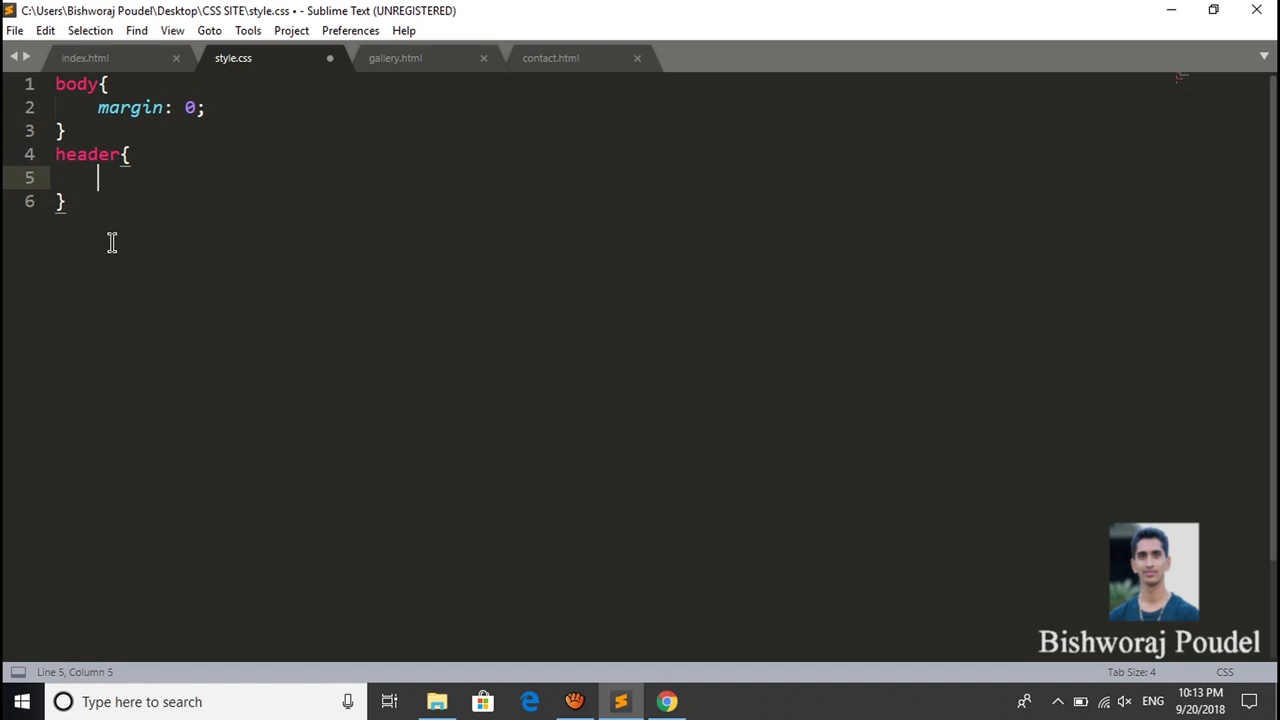 C:\Users\Bishworaj Poudel\Desktop\CSS SITE\style.css • - Sublime Text (UNREGISTERED)
File Edit Selection Find View Goto Tools Project Preferences Help
index.html style.css gallery.html contact.html
1 body{
2 margin: 0;
3 }
4 header{
5
6 }
Bishworaj Poudel
Line 5, Column 5 Tab Size: 4 CSS
Type here to search ENG 10:13 PM
9/20/2018